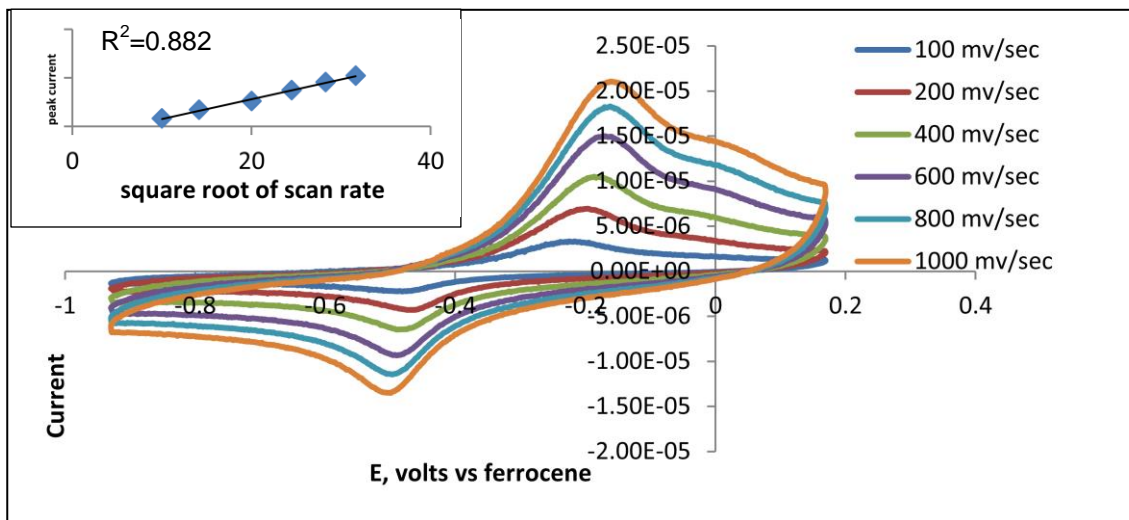 R2=0.882
peak current
0
20
40
square root of scan rate
2.50E-05
2.00E-05
1.50E-05
1.00E-05
5.00E-06
0.00E+00
-5.00E-06
-1.00E-05
-1.50E-05
-2.00E-05
-1
-0.8
-0.6
-0.4
-0.2
0
0.2
0.4
Current
E, volts vs ferrocene
100 mv/sec
200 mv/sec
400 mv/sec
600 mv/sec
800 mv/sec
1000 mv/sec